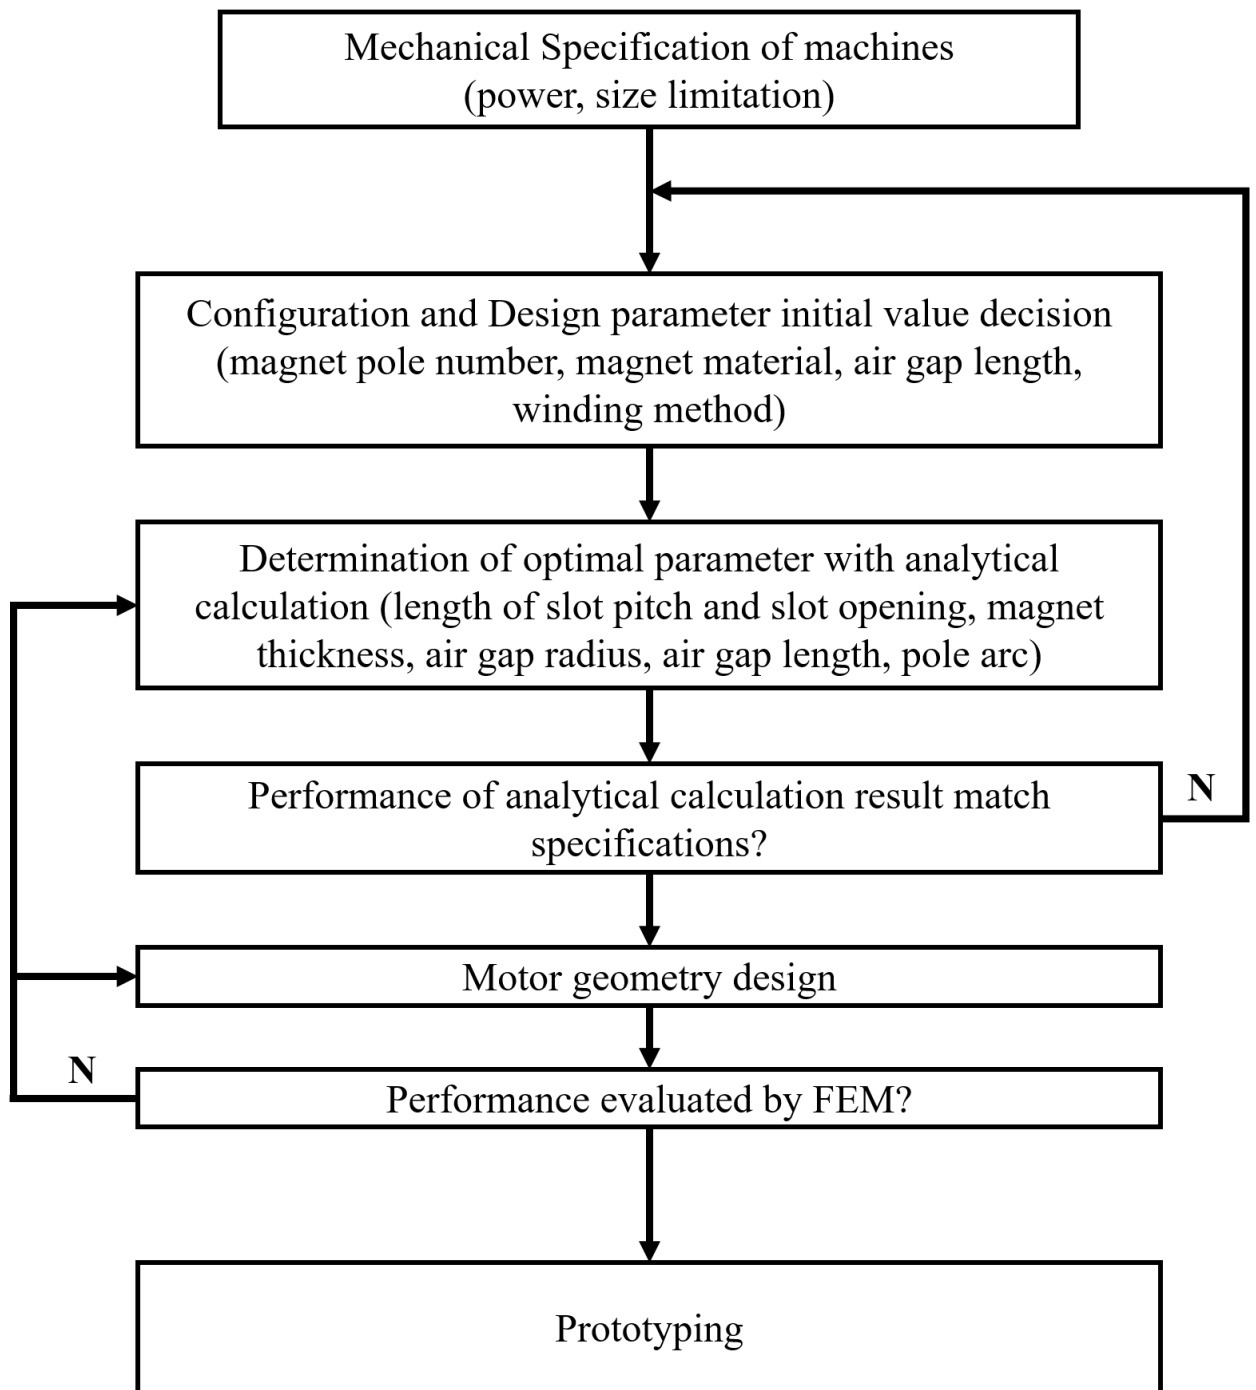 Mechanical Specification of machines
(power, size limitation)
Configuration and Design parameter initial value decision
(magnet pole number, magnet material, air gap length,
winding method)
Determination of optimal parameter with analytical
calculation (length of slot pitch and slot opening, magnet
thickness, air gap radius, air gap length, pole arc)
Performance of analytical calculation result match
specifications?
N
Motor geometry design
N
Performance evaluated by FEM?
Prototyping